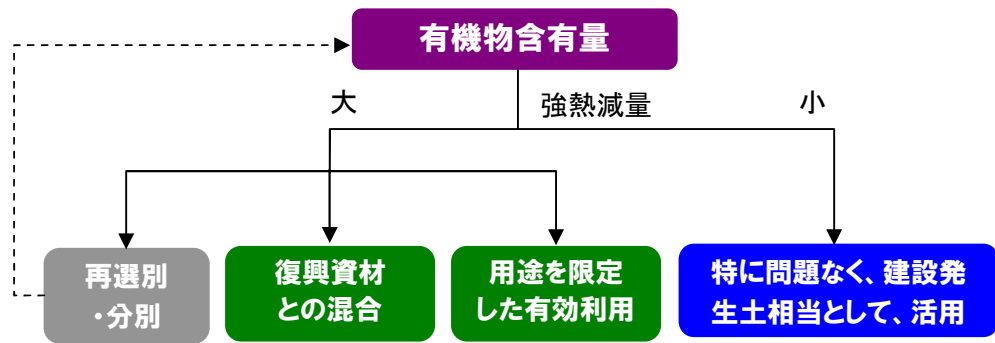 有機物含有量
大
強熱減量
小
再選別
・分別
復興資材
との混合
用途を限定
した有効利用
特に問題なく、建設発
生土相当として、活用